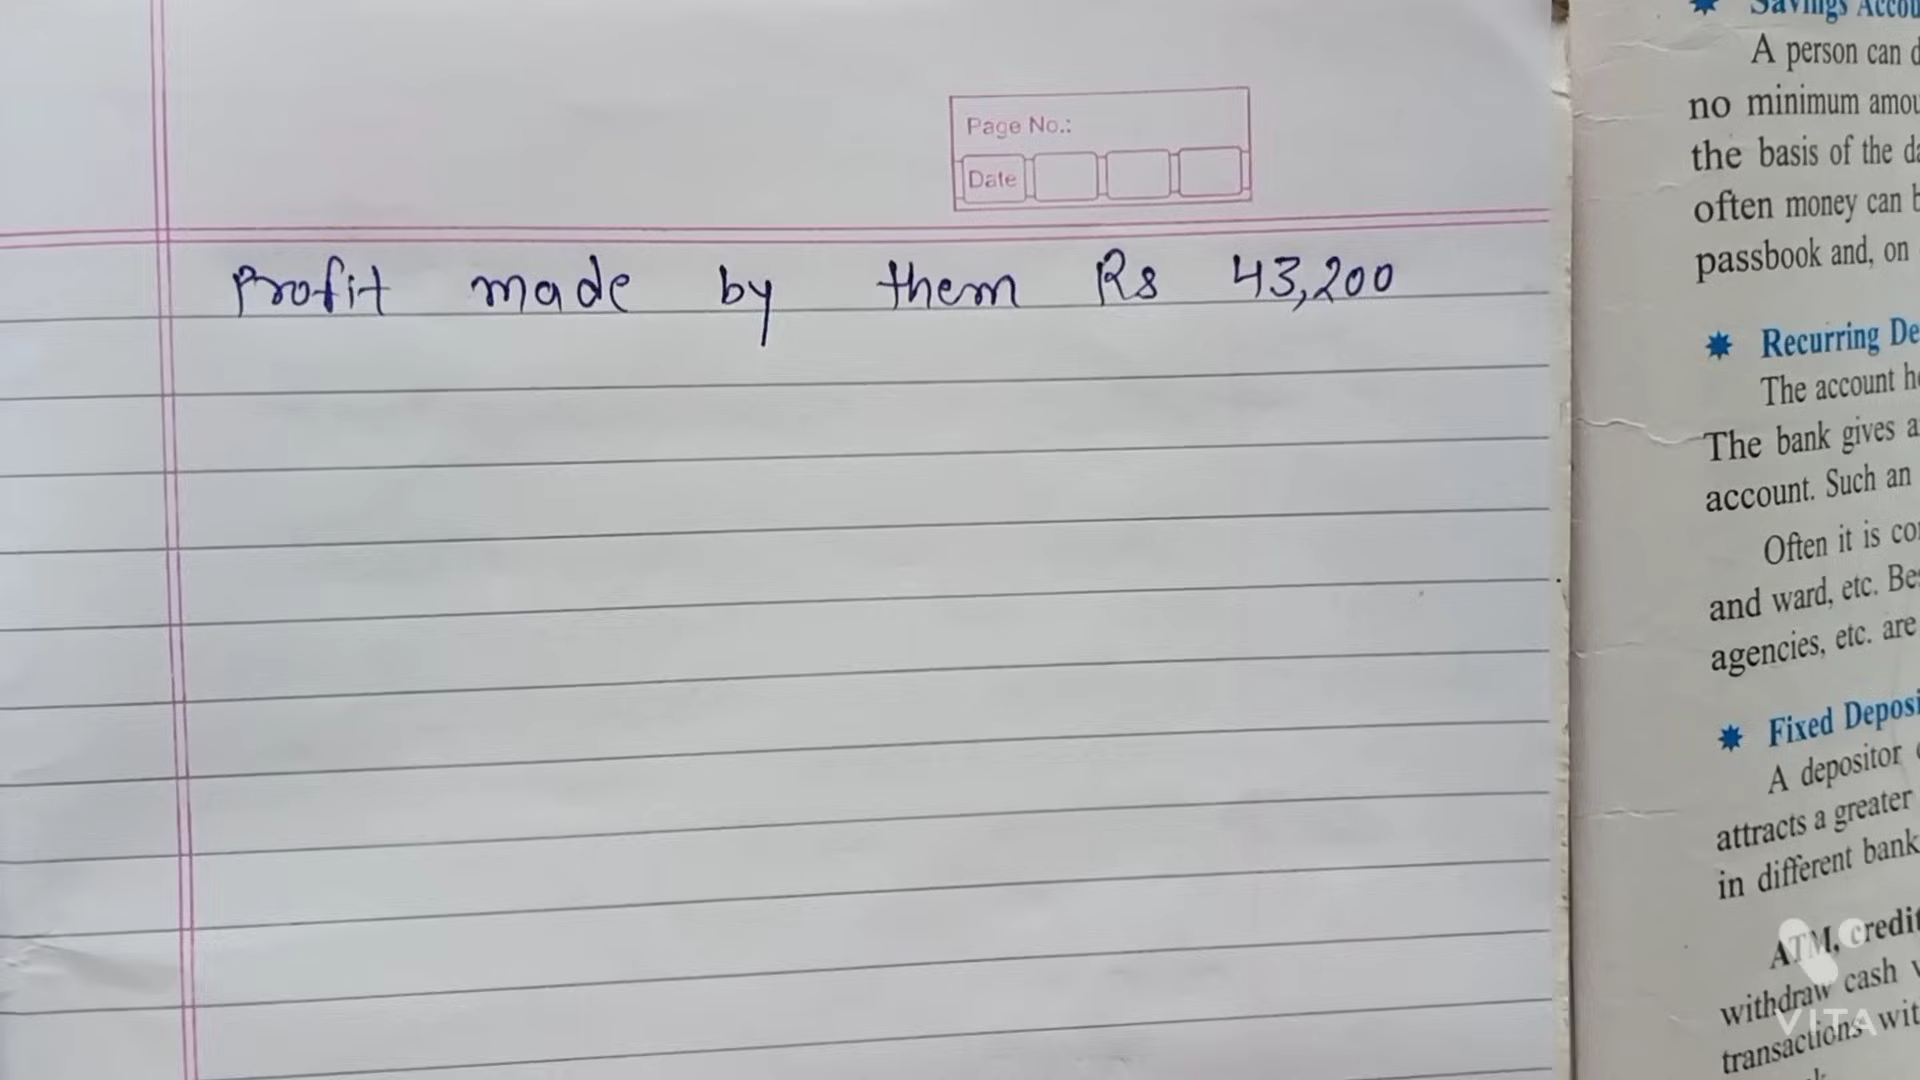 Page No.:
Date
Profit made by them Rs 43,200
Savings Accou
A person can d
no minimum amou
the basis of the da
often money can b
passbook and, on
Recurring De
The account he
The bank gives a
account. Such an
Often it is co
and ward, etc. Be
agencies, etc. are
Fixed Deposi
A depositor
attracts a greater
in different bank
ATM, credit
withdraw cash
transactions wit
VITA